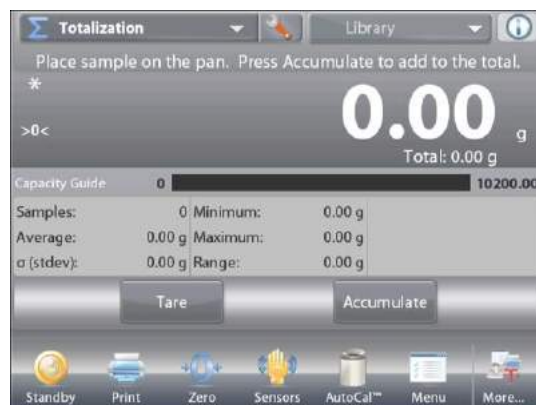 Σ Totalization Library
Place sample on the pan. Press Accumulate to add to the total.
*
0.00 g
>0<
Total: 0.00 g
Capacity Guide 0 10200.00
Samples: 0 Minimum: 0.00 g
Average: 0.00 g Maximum: 0.00 g
σ (stdev): 0.00 g Range: 0.00 g
Tare Accumulate
Standby Print Zero Sensors AutoCal™ Menu More...